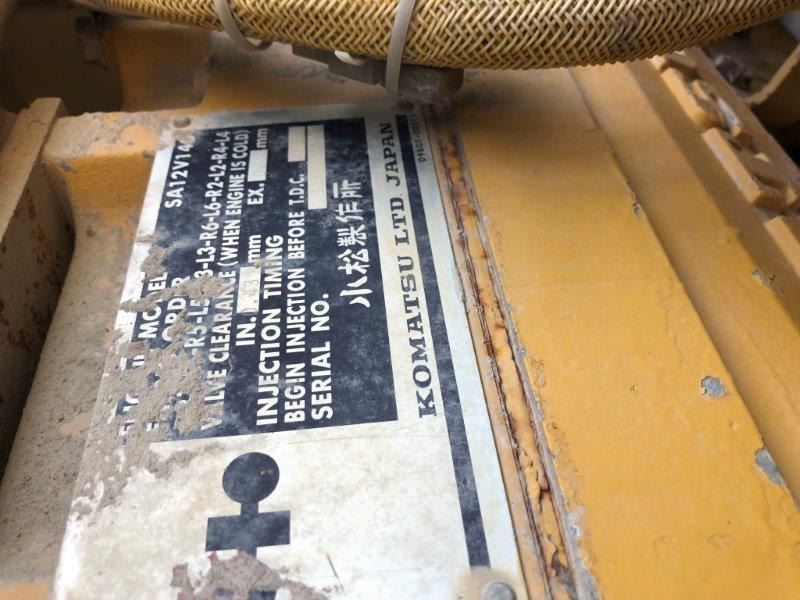 SA12V14
ORDER
3-L3-R6-L6-R2-L2-R4-L4
VALVE CLEARANCE (WHEN ENGINE IS COLD)
IN. mm EX. mm
INJECTION TIMING
BEGIN INJECTION BEFORE T.D.C.
SERIAL NO.
小松製作所
KOMATSU LTD JAPAN